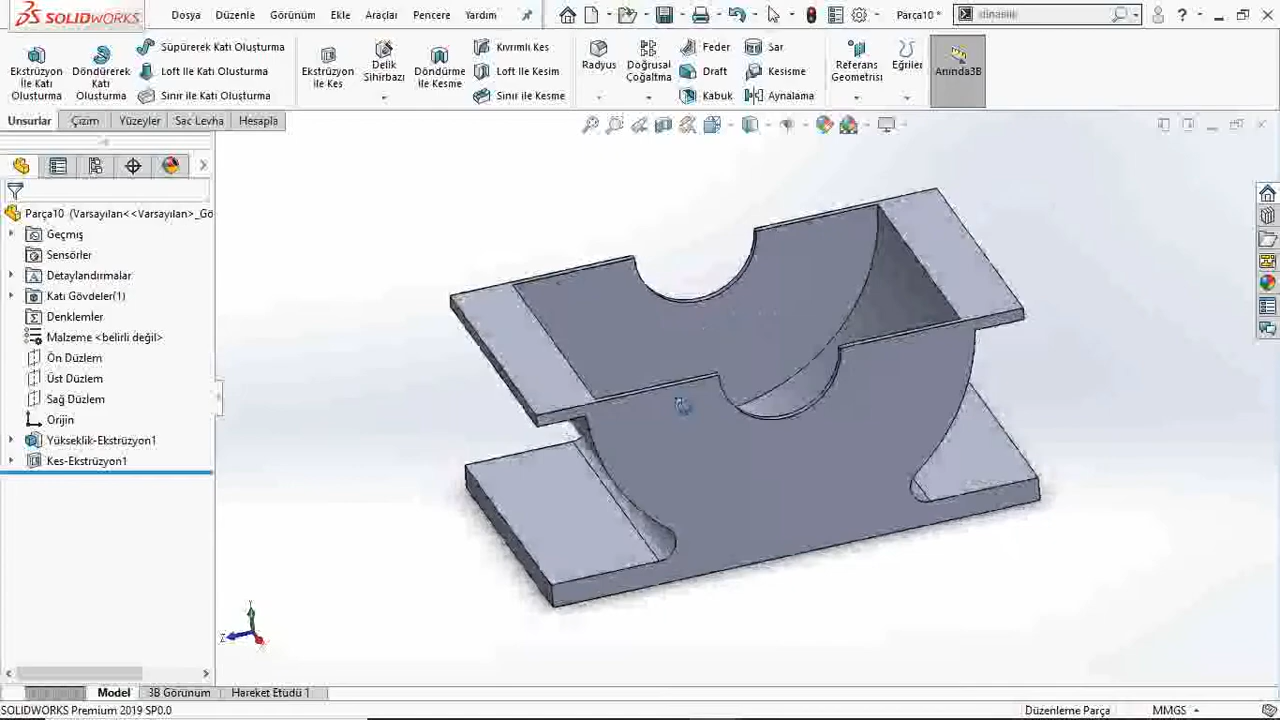 SOLIDWORKS
Dosya Düzenle Görünüm Ekle Araçlar Pencere Yardım
Parça10 *
dinamik
Ekstrüzyon ile Katı Oluşturma
Döndürerek Katı Oluşturma
Süpürerek Katı Oluşturma
Loft ile Katı Oluşturma
Sınır ile Katı Oluşturma
Ekstrüzyon ile Kes
Delik Sihirbazı
Döndürme ile Kesme
Kıvrımlı Kes
Loft ile Kesim
Sınır ile Kesme
Radyus
Doğrusal Çoğaltma
Feder
Draft
Kabuk
Sar
Kesişme
Aynalama
Referans Geometrisi
Eğriler
Anında3B
Unsurlar Çizim Yüzeyler Sac Levha Hesapla
Parça10 (Varsayılan<<Varsayılan>_Gö
Geçmiş
Sensörler
Detaylandırmalar
Katı Gövdeler(1)
Denklemler
Malzeme <belirli değil>
Ön Düzlem
Üst Düzlem
Sağ Düzlem
Orijin
Yükseklik-Ekstrüzyon1
Kes-Ekstrüzyon1
Y
Z
Model 3B Görünüm Hareket Etüdü 1
SOLIDWORKS Premium 2019 SP0.0
Düzenleme Parça
MMGS